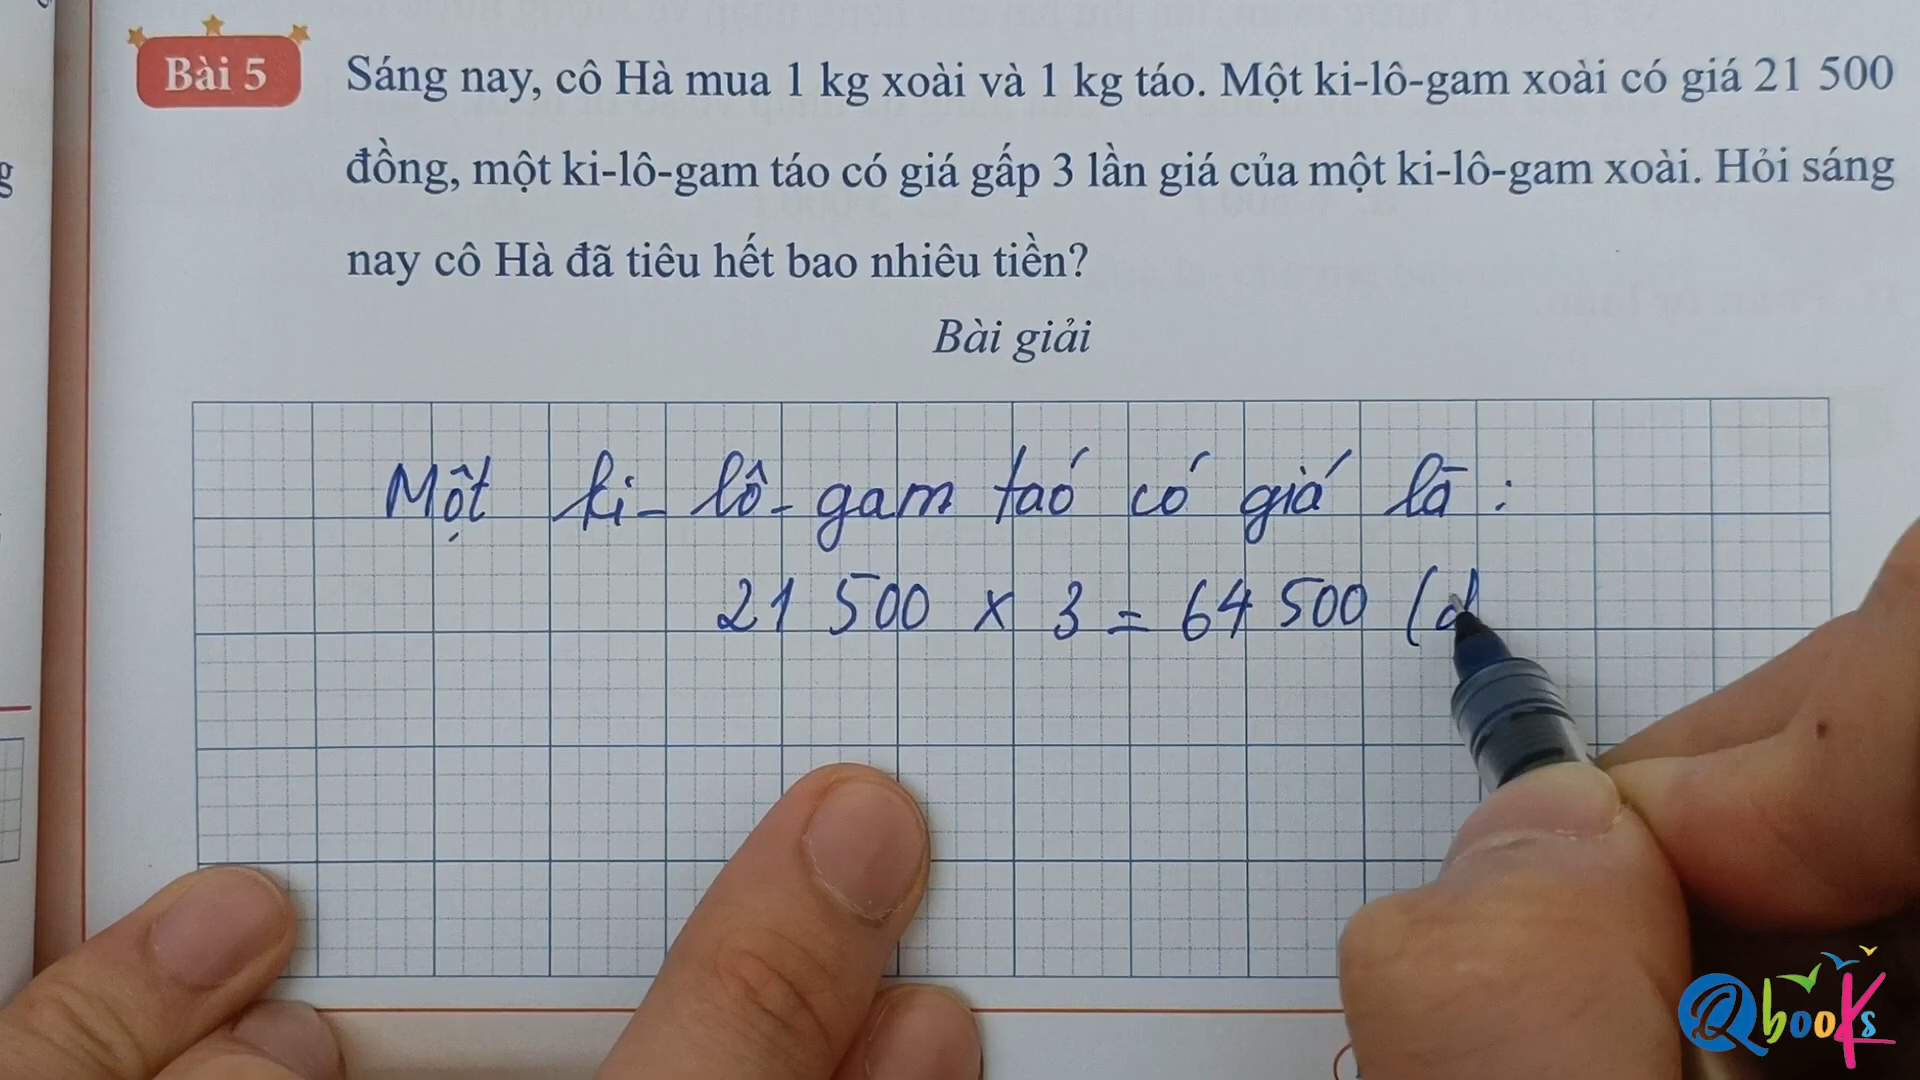 Bài 5
Sáng nay, cô Hà mua 1 kg xoài và 1 kg táo. Một ki-lô-gam xoài có giá 21 500
đồng, một ki-lô-gam táo có giá gấp 3 lần giá của một ki-lô-gam xoài. Hỏi sáng
nay cô Hà đã tiêu hết bao nhiêu tiền?
Bài giải
Một ki-lô-gam táo có giá là :
21 500 x 3 = 64 500 (đ
Qbooks